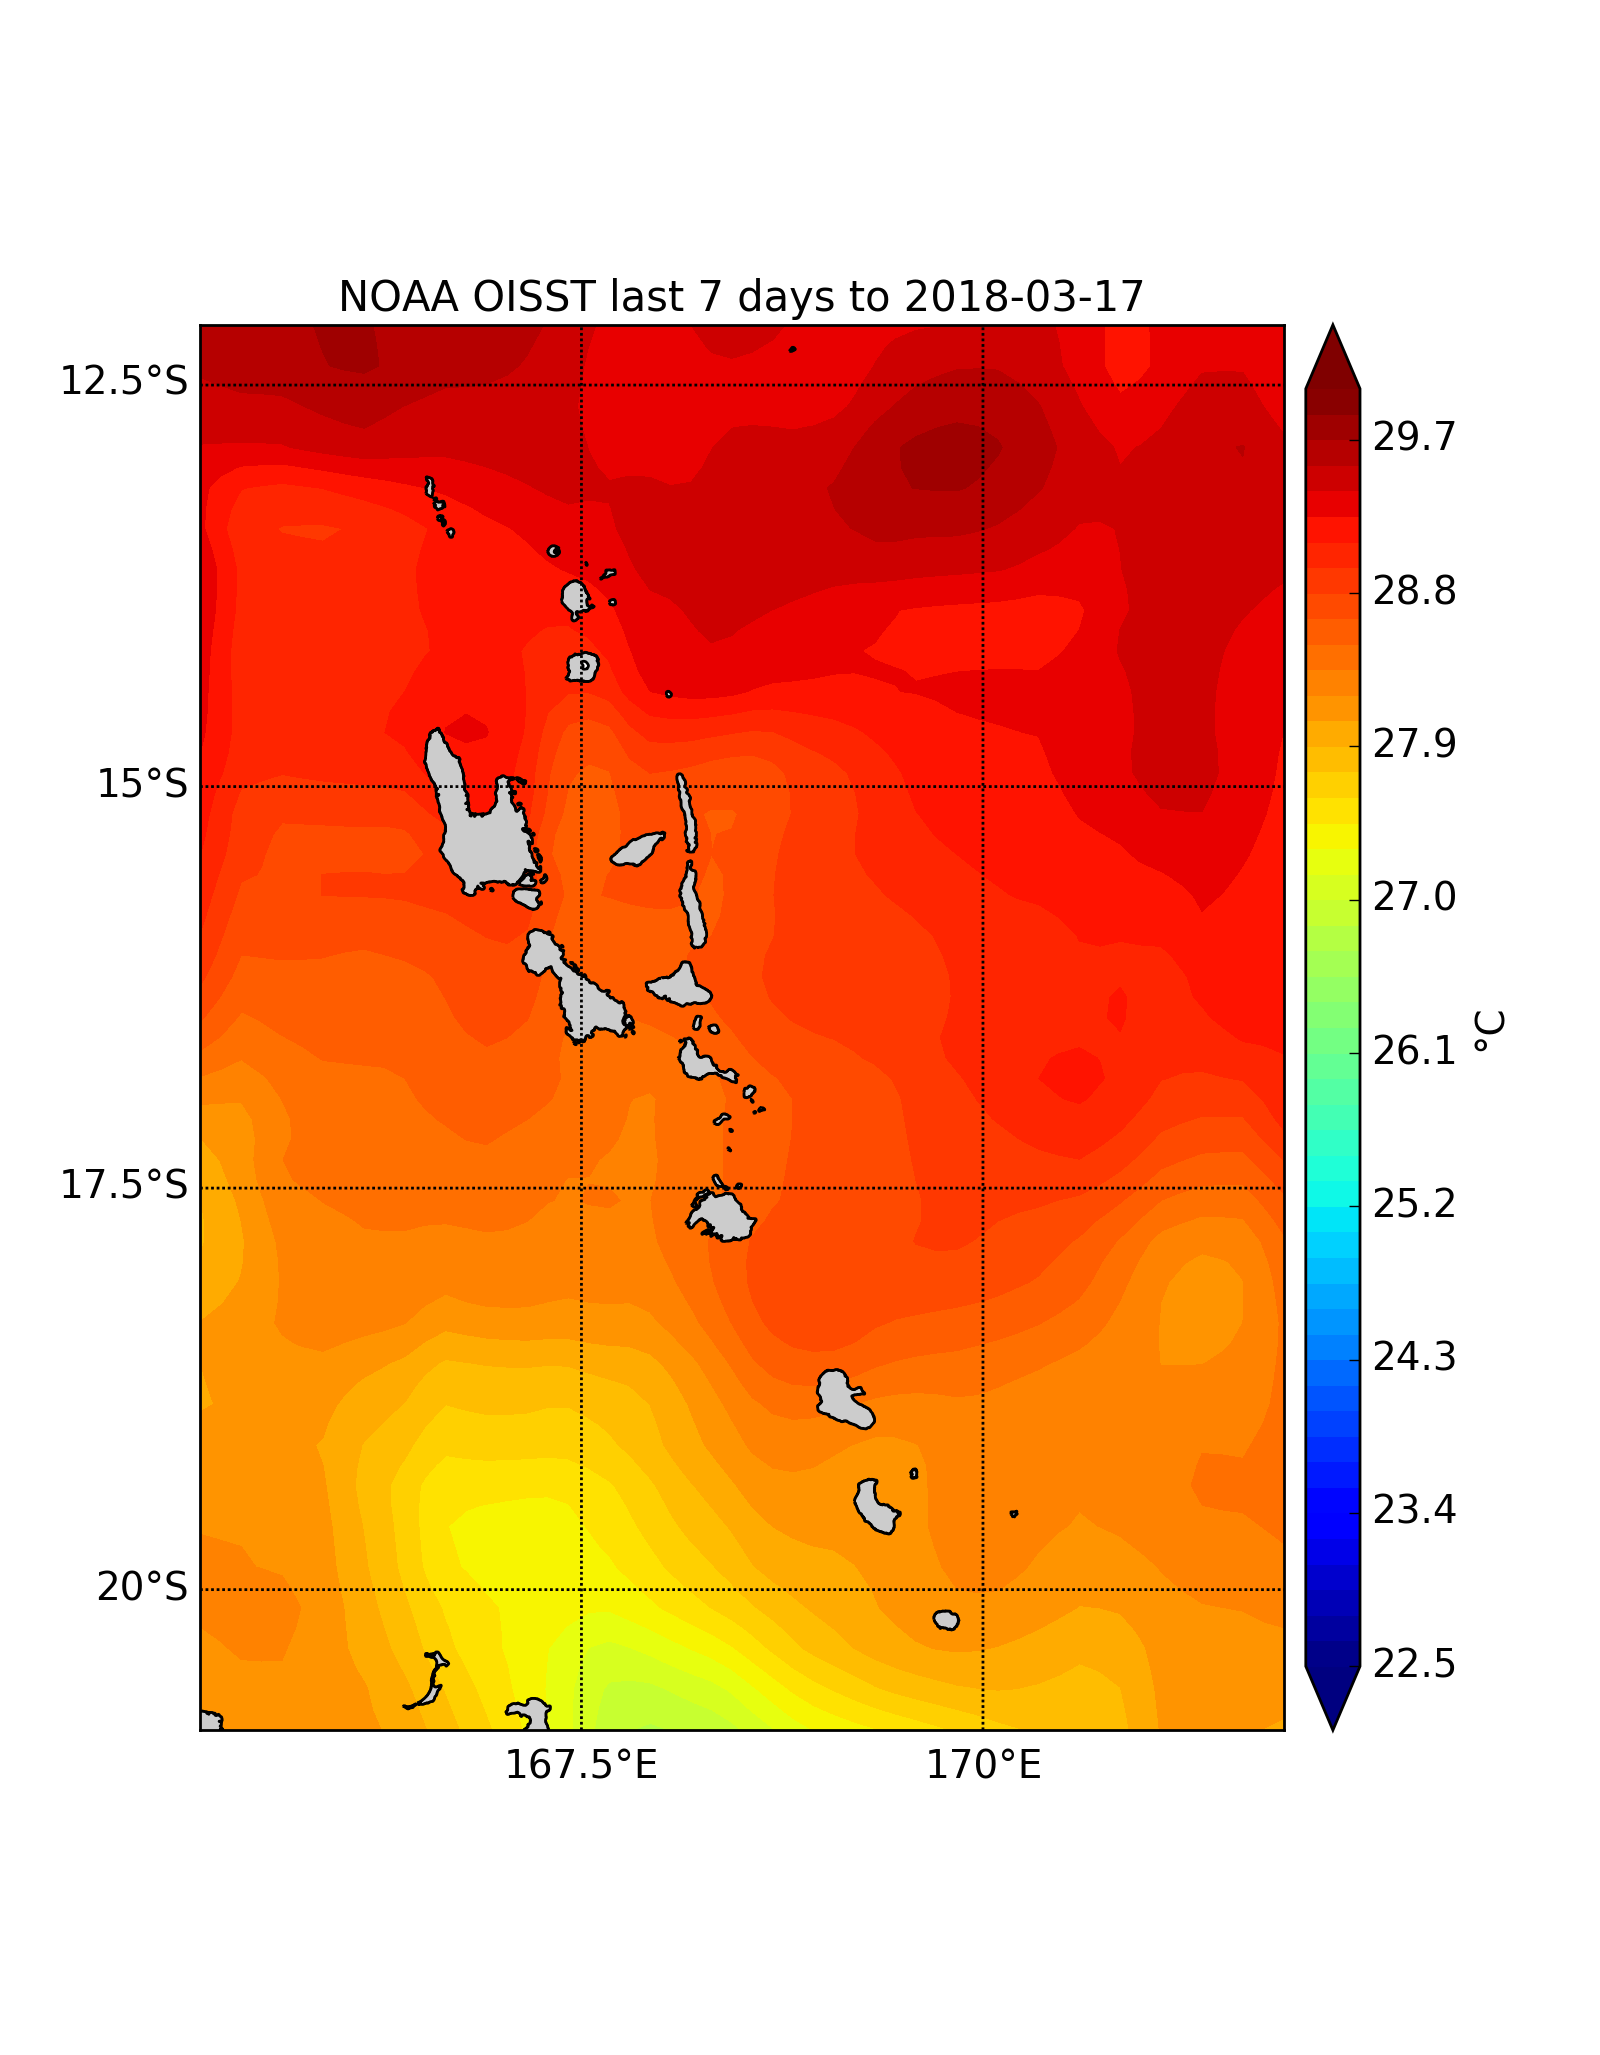 NOAA OISST last 7 days to 2018-03-17
12.5°S
15°S
17.5°S
20°S
167.5°E
170°E
29.7
28.8
27.9
27.0
26.1
25.2
24.3
23.4
22.5
°C